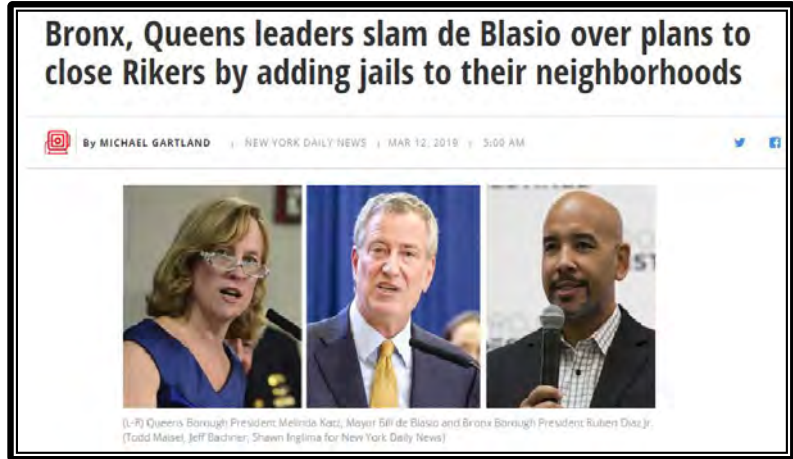 Bronx, Queens leaders slam de Blasio over plans to
close Rikers by adding jails to their neighborhoods
By MICHAEL GARTLAND | NEW YORK DAILY NEWS | MAR 12, 2019 | 5:00 AM
(L-R) Queens Borough President Melinda Katz, Mayor Bill de Blasio and Bronx Borough President Ruben Diaz Jr.
(Todd Maisel, Jeff Bachner, Shawn Inglima for New York Daily News)